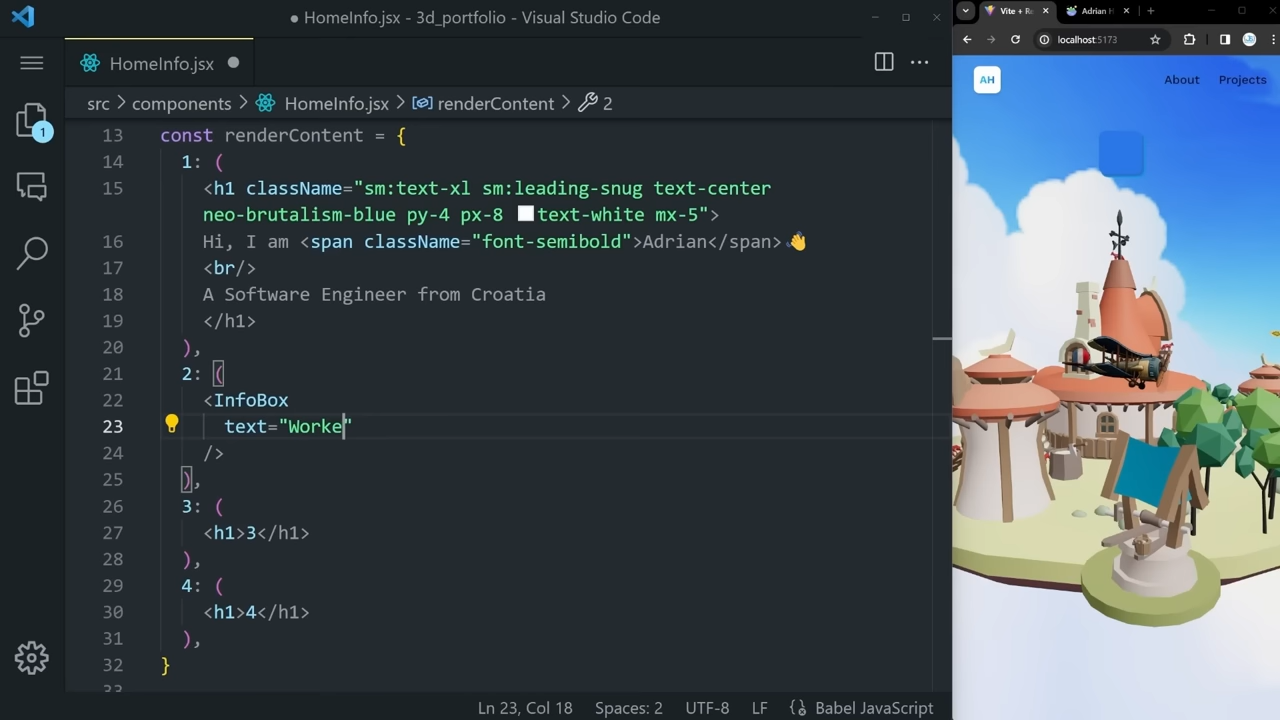 HomeInfo.jsx - 3d_portfolio - Visual Studio Code
HomeInfo.jsx
src > components > HomeInfo.jsx > renderContent > 2
1
13 const renderContent = {
14 1: (
15 <h1 className="sm:text-xl sm:leading-snug text-center
neo-brutalism-blue py-4 px-8 text-white mx-5">
16 Hi, I am <span className="font-semibold">Adrian</span>👋
17 <br/>
18 A Software Engineer from Croatia
19 </h1>
20 ),
21 2: (
22 <InfoBox
23 text="Worke"
24 />
25 ),
26 3: (
27 <h1>3</h1>
28 ),
29 4: (
30 <h1>4</h1>
31 ),
32 }
33
Ln 23, Col 18 Spaces: 2 UTF-8 LF Babel JavaScript
Vite + Re
Adrian H
localhost:5173
AH
About Projects